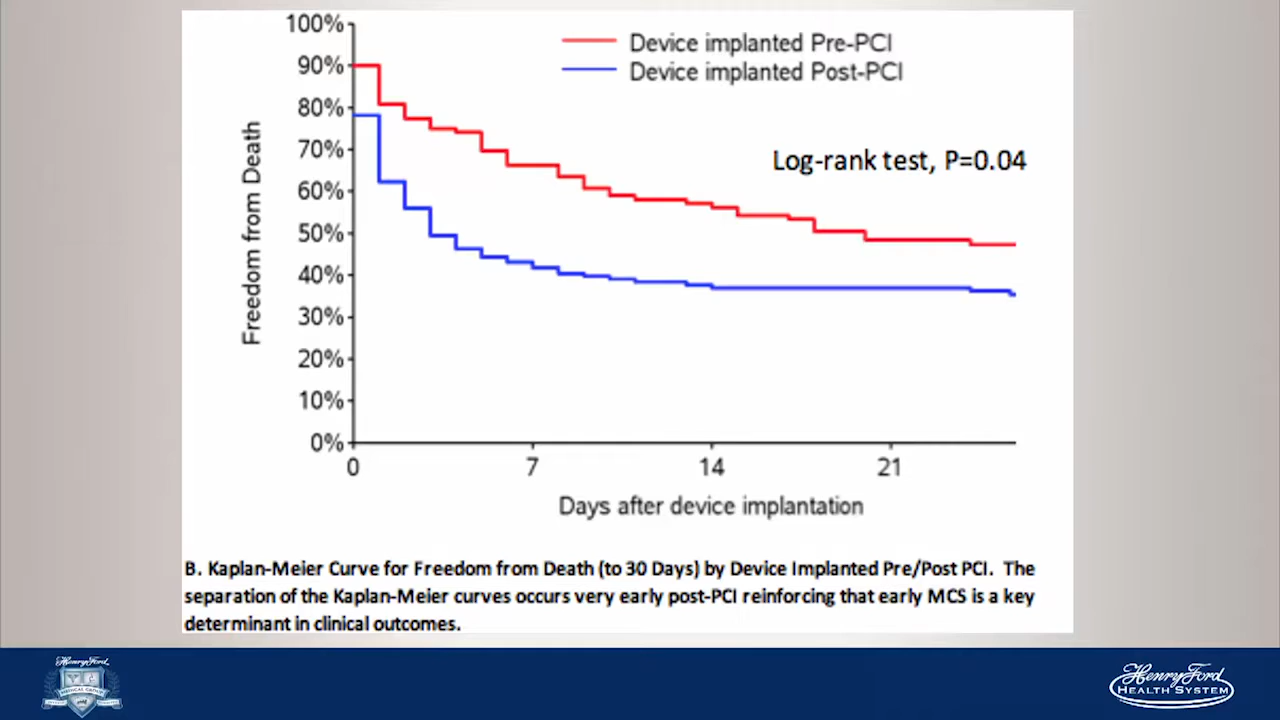 100%
90%
80%
70%
60%
50%
40%
30%
20%
10%
0%
Freedom from Death
Device implanted Pre-PCI
Device implanted Post-PCI
Log-rank test, P=0.04
0 7 14 21
Days after device implantation
B. Kaplan-Meier Curve for Freedom from Death (to 30 Days) by Device Implanted Pre/Post PCI. The
separation of the Kaplan-Meier curves occurs very early post-PCI reinforcing that early MCS is a key
determinant in clinical outcomes.
Henry Ford
MEDICAL GROUP
Henry Ford
HEALTH SYSTEM